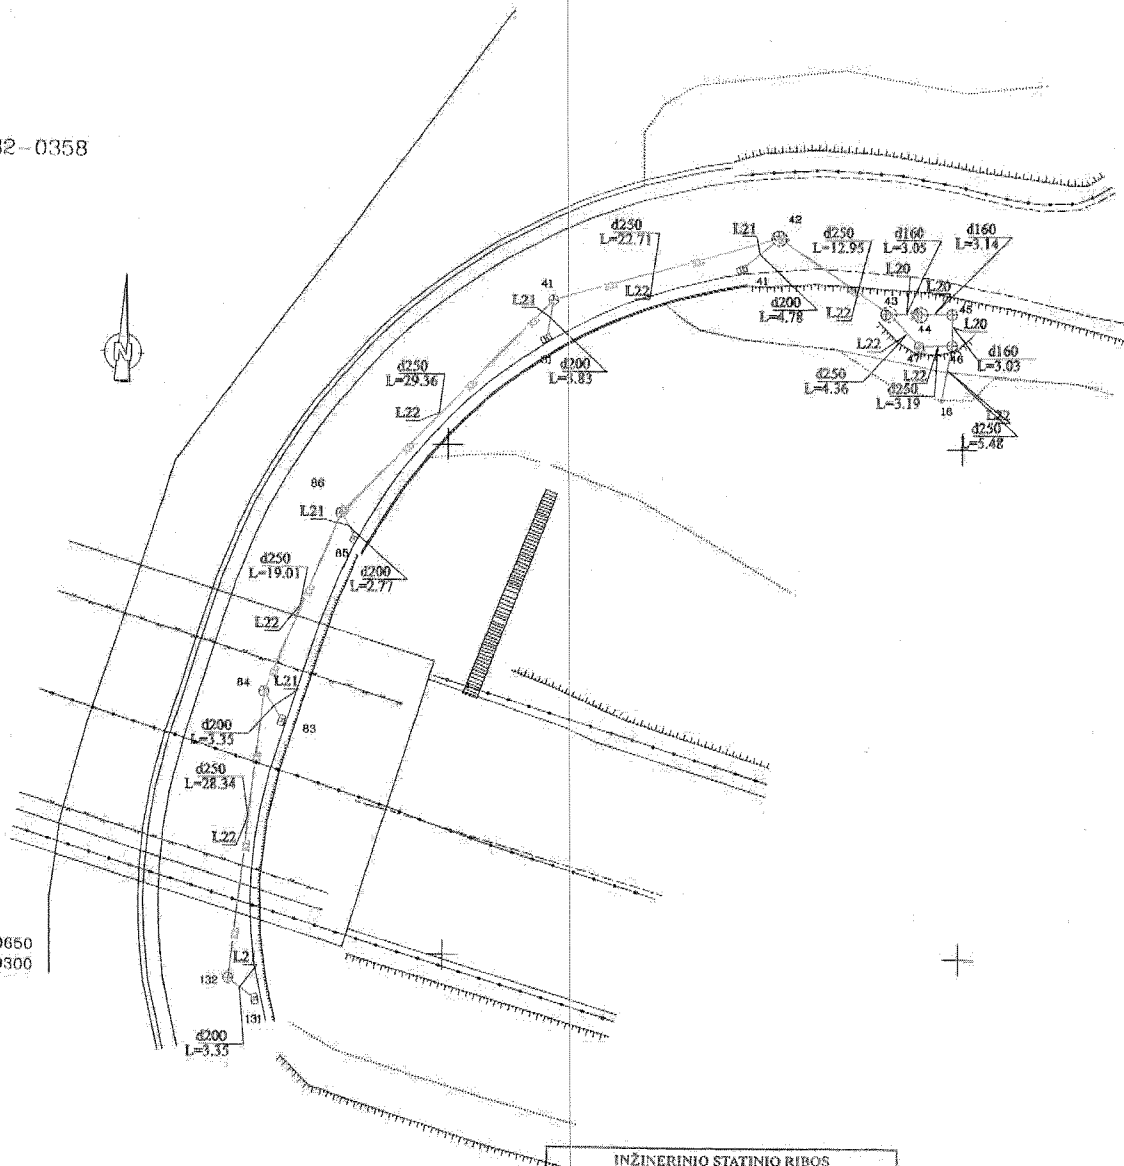 2-0358
42
d250
L=22.71
L21
d250
L=12.95
d160
L=3.05
d160
L=3.14
L20
L20
41
L21
L22
41
d200
L=4.78
L22
43
44
45
L20
L22
47
46
d160
L=3.03
d250
L=29.36
d200
L=3.83
d250
L=4.36
L22
d250
L=3.19
L22
16
L22
d250
L=5.48
N
86
L21
85
d250
L=19.01
d200
L=2.77
L22
84
L21
83
d200
L=3.35
d250
L=28.34
L22
0650
0300
L2
132
131
d200
L=3.35
INŽINERINIO STATINIO RIBOS